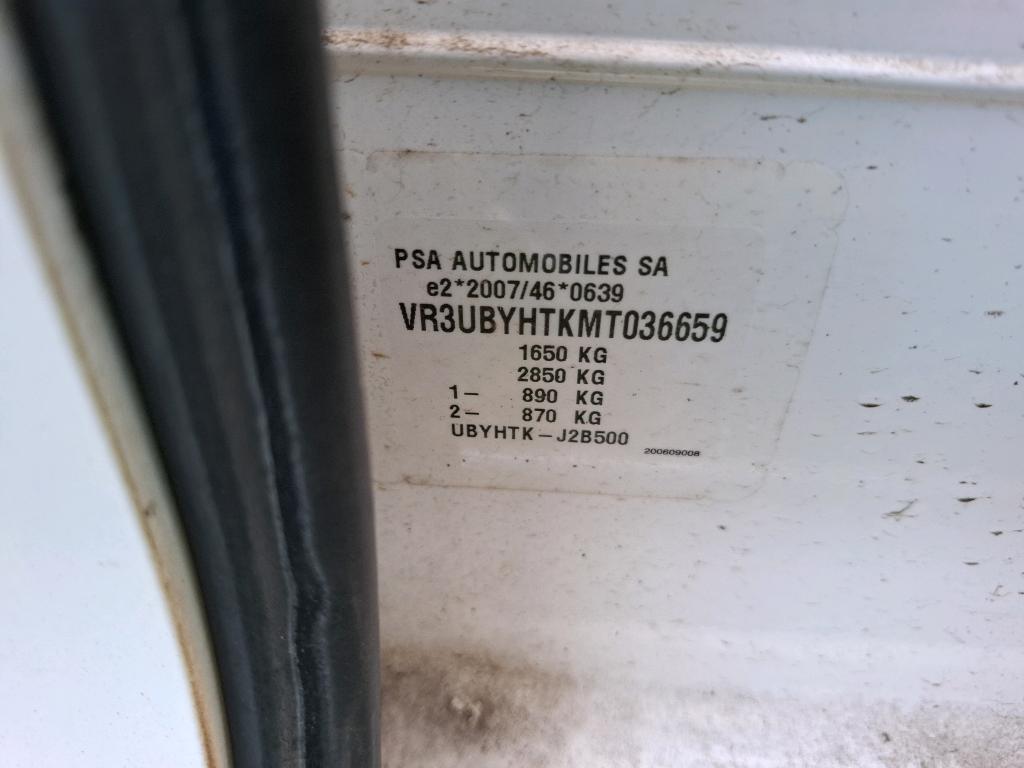 PSA AUTOMOBILES SA
e2*2007/46*0639
VR3UBYHTKMT036659
1650 KG
2850 KG
1- 890 KG
2- 870 KG
UBYHTK-J2B500
200609008